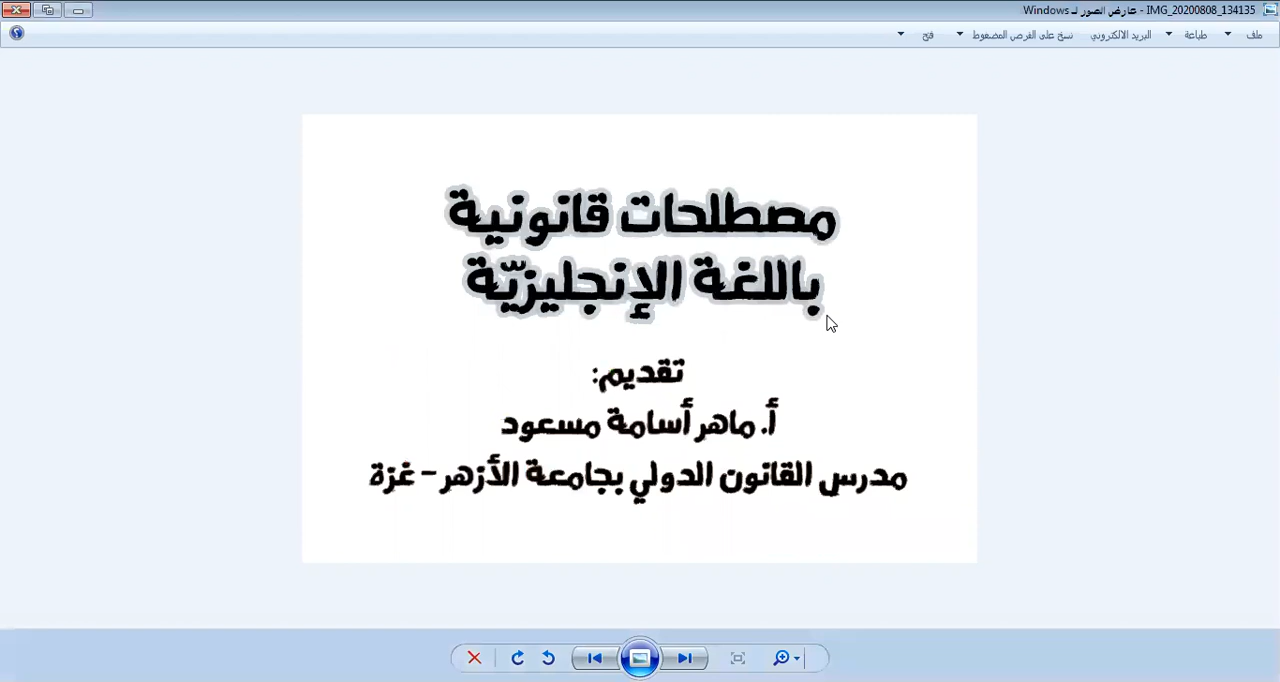 IMG_20200808_134135 - عارض الصور لـ Windows
ملف طباعة البريد الالكتروني نسخ على القرص المضغوط فتح
مصطلحات قانونية
باللغة الإنجليزيّة
تقديم:
أ. ماهر أسامة مسعود
مدرس القانون الدولي بجامعة الأزهر - غزة